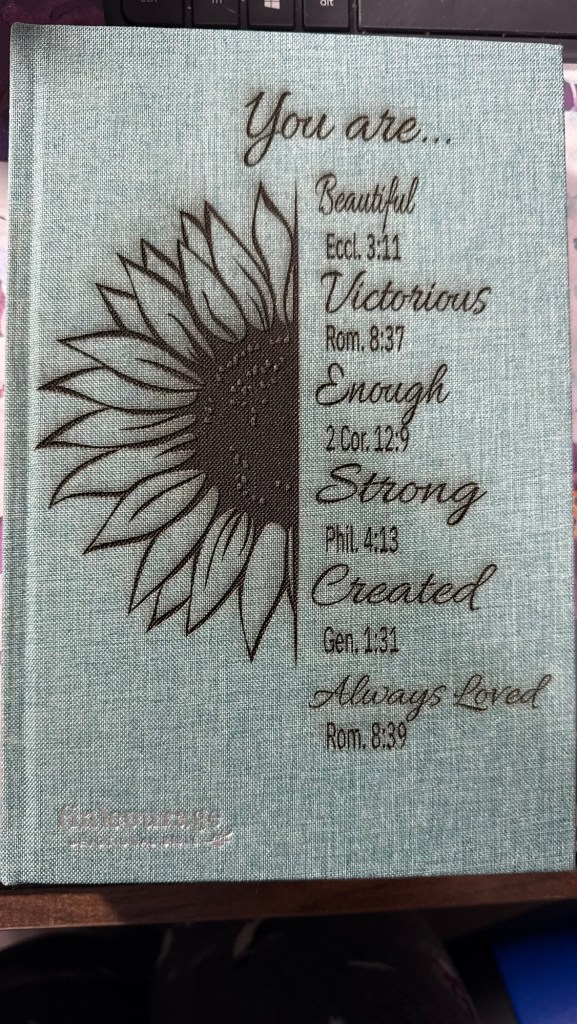 alt
You are...
Beautiful
Eccl. 3:11
Victorious
Rom. 8:37
Enough
2 Cor. 12:9
Strong
Phil. 4:13
Created
Gen. 1:31
Always Loved
Rom. 8:39